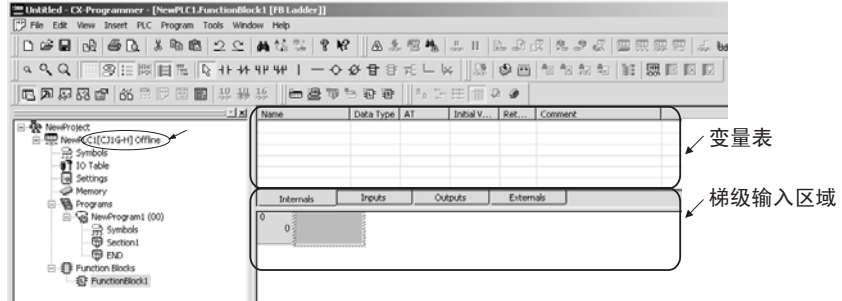 Untitled - CX-Programmer - [NewPLC1.FunctionBlock1 [FB Ladder]]
File Edit View Insert PLC Program Tools Window Help
Name Data Type AT Initial V... Ret... Comment
变量表
Internals Inputs Outputs Externals
梯级输入区域
0
0
NewProject
NewPLC1[CJ1G-H] Offline
Symbols
IO Table
Settings
Memory
Programs
NewProgram1 (00)
Symbols
Section1
END
Function Blocks
FunctionBlock1